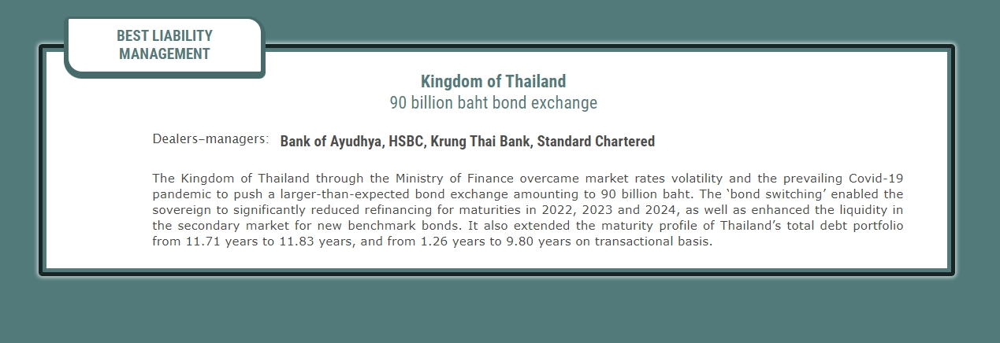 BEST LIABILITY
MANAGEMENT
Kingdom of Thailand
90 billion baht bond exchange
Dealers–managers: Bank of Ayudhya, HSBC, Krung Thai Bank, Standard Chartered
The Kingdom of Thailand through the Ministry of Finance overcame market rates volatility and the prevailing Covid-19
pandemic to push a larger-than-expected bond exchange amounting to 90 billion baht. The ‘bond switching’ enabled the
sovereign to significantly reduced refinancing for maturities in 2022, 2023 and 2024, as well as enhanced the liquidity in
the secondary market for new benchmark bonds. It also extended the maturity profile of Thailand’s total debt portfolio
from 11.71 years to 11.83 years, and from 1.26 years to 9.80 years on transactional basis.